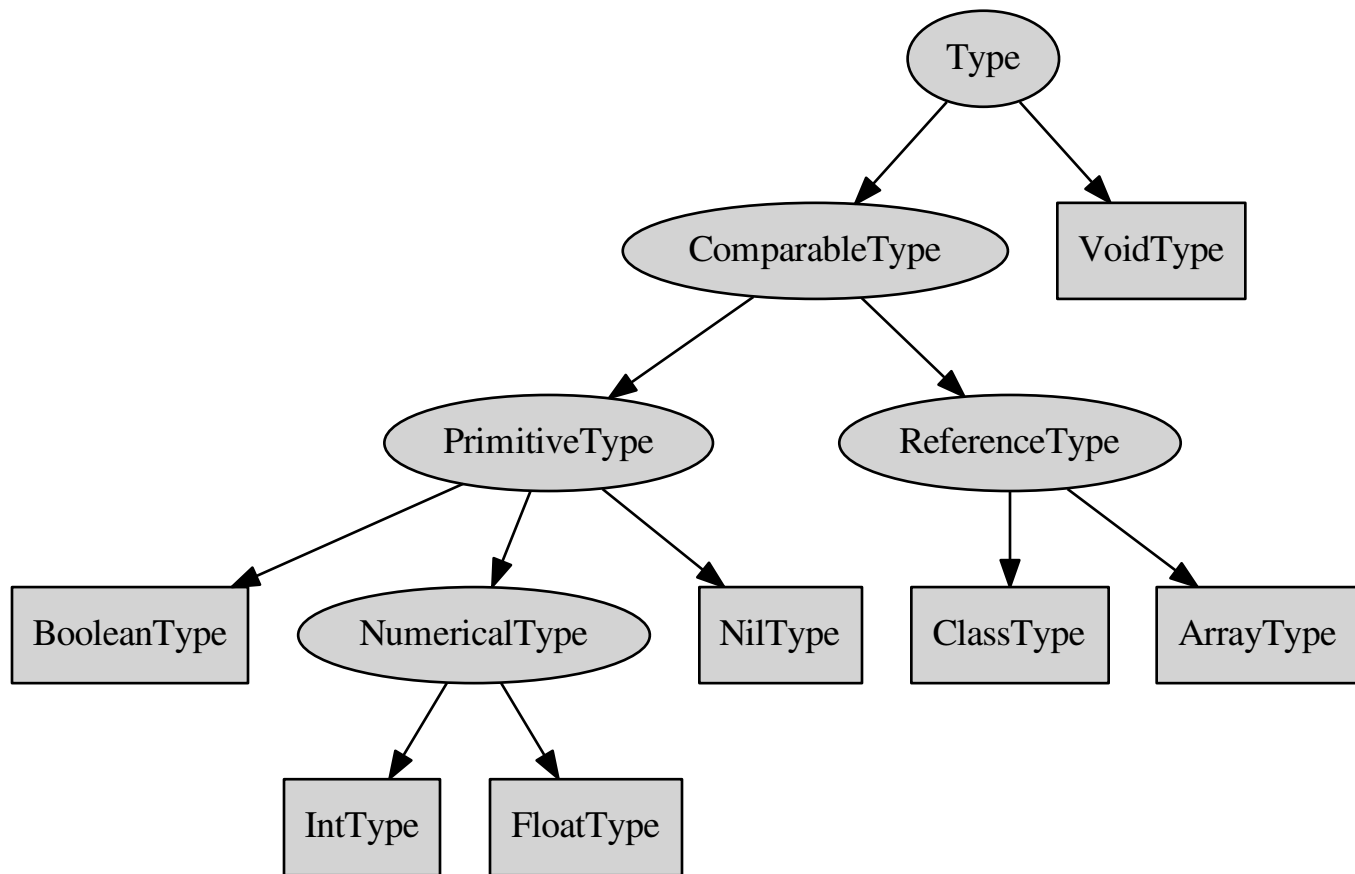 Type
ComparableType
VoidType
PrimitiveType
ReferenceType
BooleanType
NumericalType
NilType
ClassType
ArrayType
IntType
FloatType